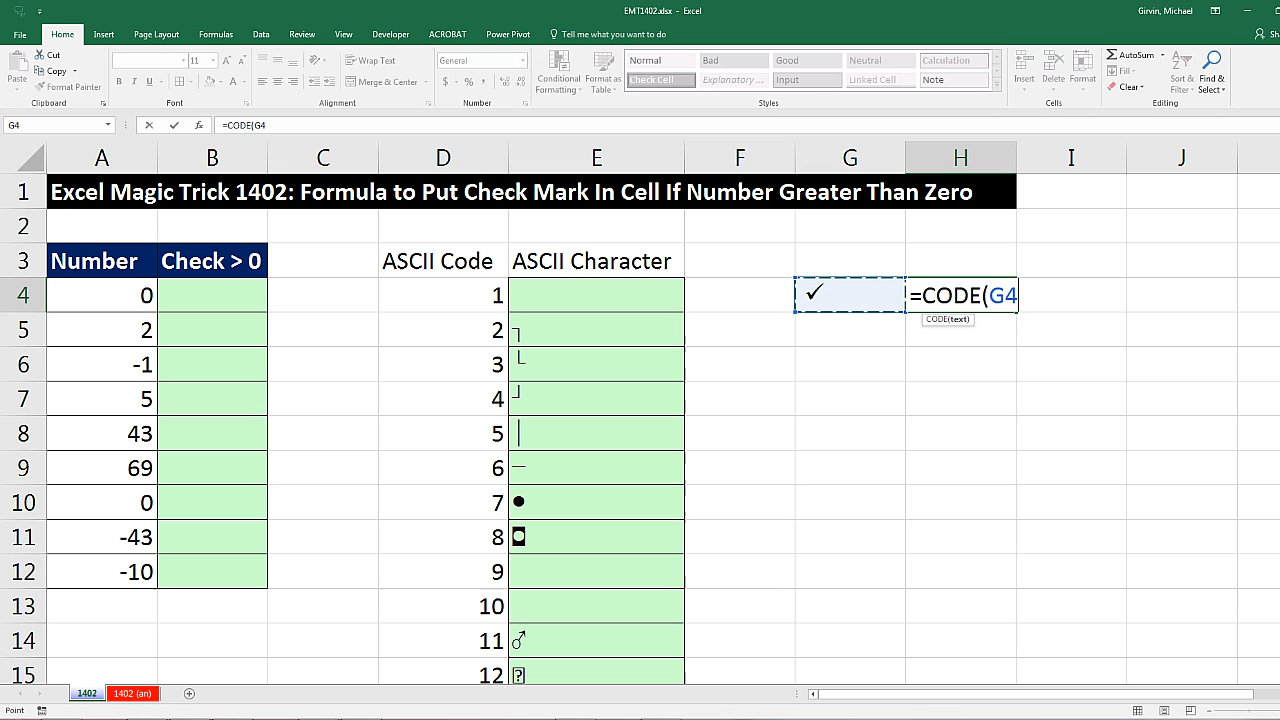 EMT1402.xlsx - Excel
Girvin, Michael
File Home Insert Page Layout Formulas Data Review View Developer ACROBAT Power Pivot Tell me what you want to do
Paste
Cut
Copy
Format Painter
Clipboard
11
B I U
Font
Wrap Text
Merge & Center
Alignment
General
$ % ,
Number
Conditional Formatting
Format as Table
Normal Bad Good Neutral Calculation
Check Cell Explanatory ... Input Linked Cell Note
Styles
Insert Delete Format
Cells
AutoSum
Fill
Clear
Sort & Filter
Find & Select
Editing
G4 fx =CODE(G4
A B C D E F G H I J
1 Excel Magic Trick 1402: Formula to Put Check Mark In Cell If Number Greater Than Zero
2
3 Number Check > 0 ASCII Code ASCII Character
4 0 1 ✓ =CODE(G4
CODE(text)
5 2 2 ┐
6 -1 3 └
7 5 4 ┘
8 43 5 │
9 69 6 ─
10 0 7 ●
11 -43 8 ◘
12 -10 9
13 10
14 11 ♂
15 12 ?
1402 1402 (an)
Point